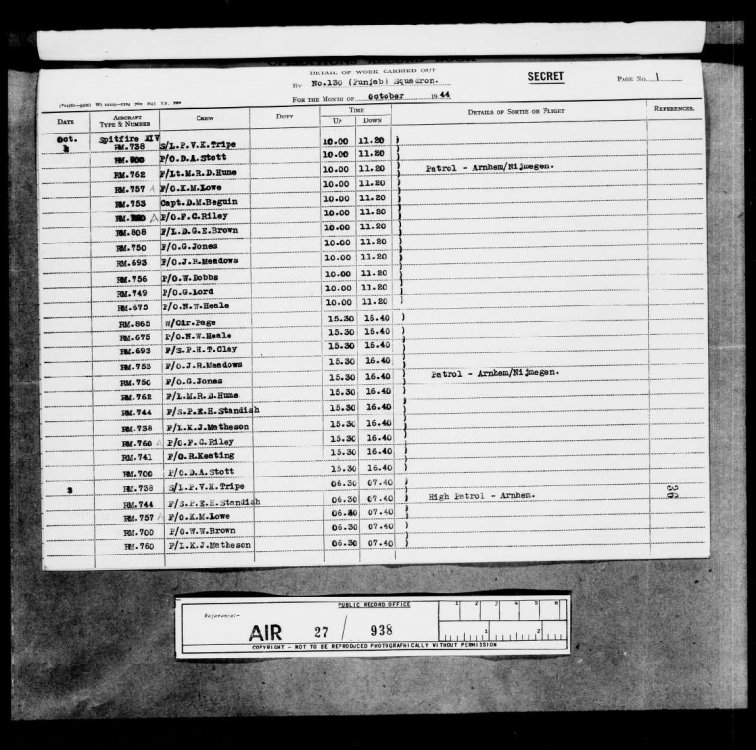 DETAIL OF WORK CARRIED OUT
By No.130 (Punjab) Squadron. SECRET Page No. 1
For the Month of October 1944
Date Aircraft Type & Number Crew Duty Time Up Down Details of Sortie or Flight References.
Oct. Spitfire XIV
RM.738 S/L.P.V.K.Tripe 10.00 11.20 )
P/O.D.A.Stott 10.00 11.20
RM.762 F/Lt.M.R.D.Hume 10.00 11.20 Patrol - Arnhem/Nijmegen.
RM.757 A F/O.K.M.Lowe 10.00 11.20
RM.753 Capt.D.M.Beguin 10.00 11.20
A P/O.F.C.Riley 10.00 11.20
RM.808 F/L.D.G.E.Brown 10.00 11.20
RM.750 F/O.G.Jones 10.00 11.20
RM.693 F/O.J.R.Meadows 10.00 11.20
RM.756 F/O.W.Dobbs 10.00 11.20
RM.749 F/O.G.Lord 10.00 11.20
RM.675 P/O.N.W.Heale 10.00 11.20
RM.865 W/Cdr.Page 15.30 16.40 )
RM.675 P/O.N.W.Heale 15.30 16.40
RM.693 F/S.P.H.T.Clay 15.30 16.40
RM.753 F/O.J.R.Meadows 15.30 16.40
RM.750 F/O.G.Jones 15.30 16.40 Patrol - Arnhem/Nijmegen.
RM.762 F/L.M.R.D.Hume 15.30 16.40
RM.744 F/S.P.E.H.Standish 15.30 16.40
RM.738 F/L.K.J.Matheson 15.30 16.40
RM.760 A P/O.F.C.Riley 15.30 16.40
RM.741 F/O.R.Keating 15.30 16.40
RM.700 P/O.D.A.Stott 15.30 16.40
3 RM.738 S/L.P.V.K.Tripe 06.30 07.40 )
RM.744 F/S.P.E.H.Standish 06.30 07.40 High Patrol - Arnhem. 36
RM.757 A F/O.K.M.Lowe 07.40
RM.700 F/S.W.W.Brown 06.30 07.40
RM.760 F/L.K.J.Matheson 06.30 07.40 )
PUBLIC RECORD OFFICE
Reference:-
1 2 3 4 5 6
AIR 27 / 938
1 2
COPYRIGHT - NOT TO BE REPRODUCED PHOTOGRAPHICALLY WITHOUT PERMISSION